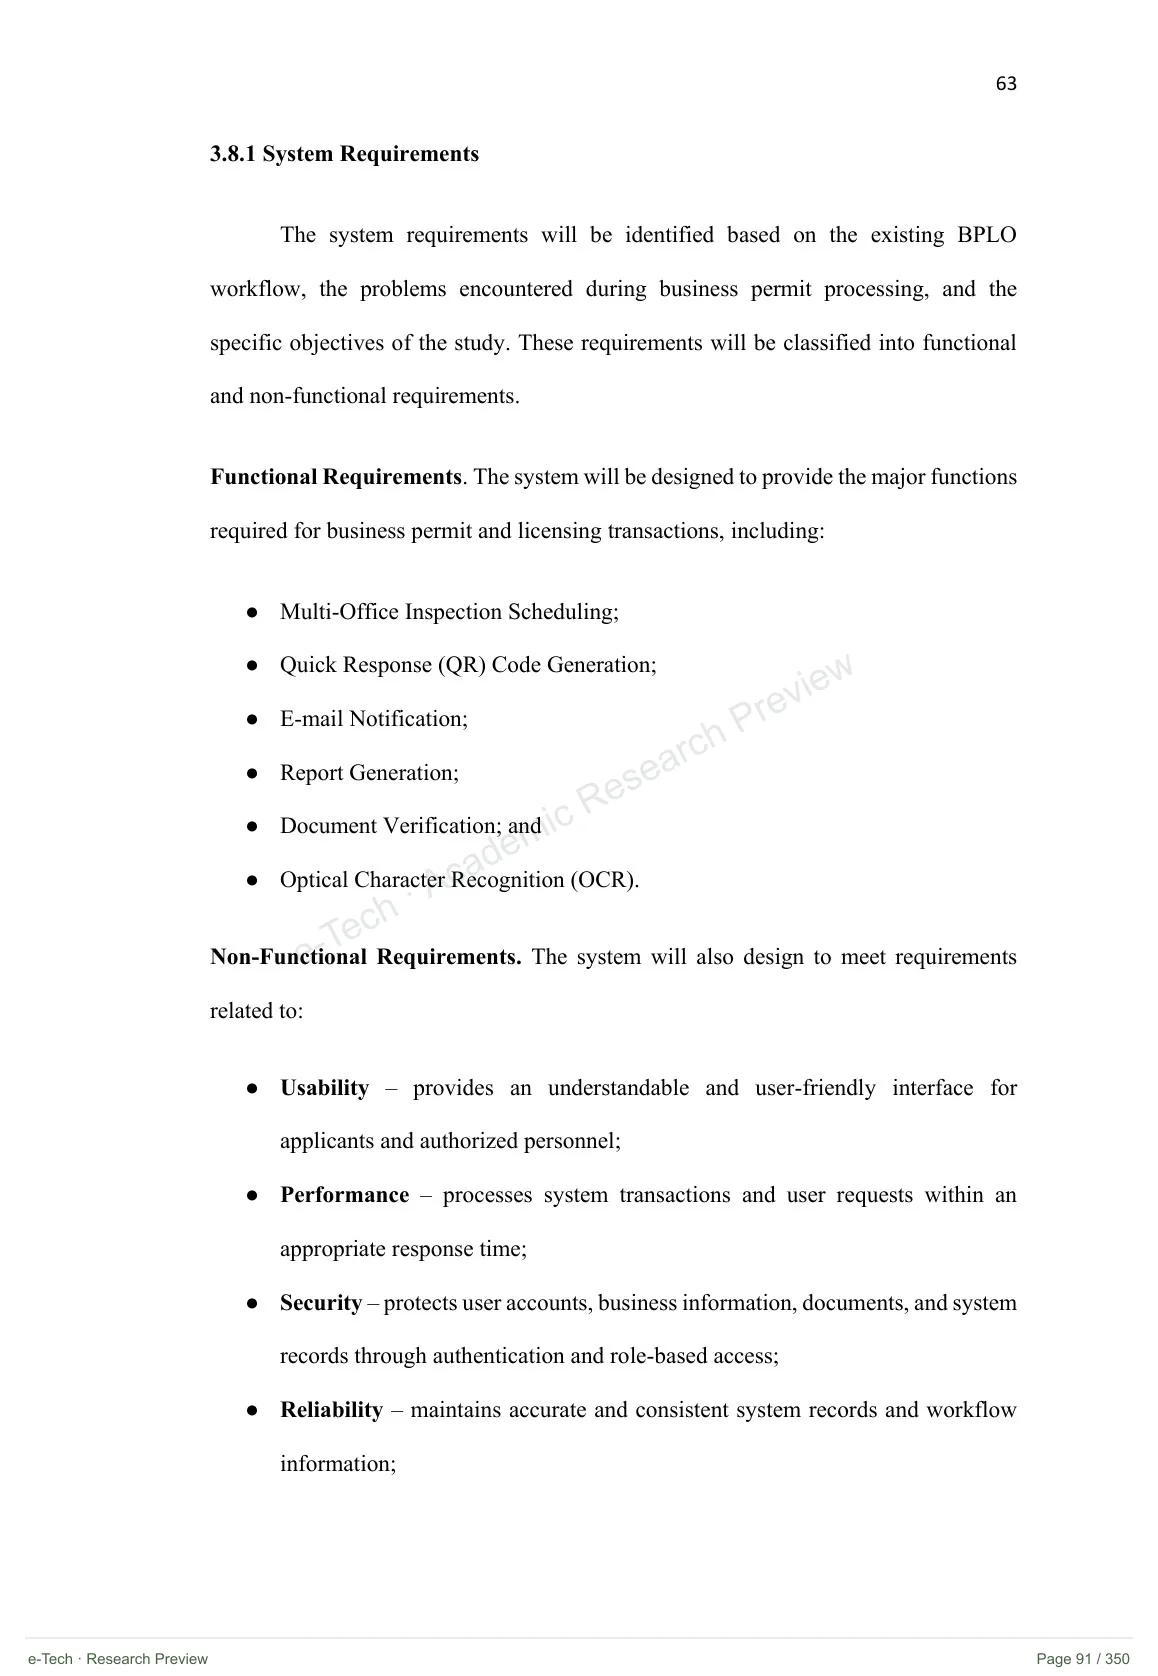 63
3.8.1 System Requirements
The system requirements will be identified based on the existing BPLO
workflow, the problems encountered during business permit processing, and the
specific objectives of the study. These requirements will be classified into functional
and non-functional requirements.
Functional Requirements. The system will be designed to provide the major functions
required for business permit and licensing transactions, including:
● Multi-Office Inspection Scheduling;
● Quick Response (QR) Code Generation;
● E-mail Notification;
● Report Generation;
● Document Verification; and
● Optical Character Recognition (OCR).
e-Tech · Academic Research Preview
Non-Functional Requirements. The system will also design to meet requirements
related to:
● Usability – provides an understandable and user-friendly interface for
applicants and authorized personnel;
● Performance – processes system transactions and user requests within an
appropriate response time;
● Security – protects user accounts, business information, documents, and system
records through authentication and role-based access;
● Reliability – maintains accurate and consistent system records and workflow
information;
e-Tech · Research Preview
Page 91 / 350